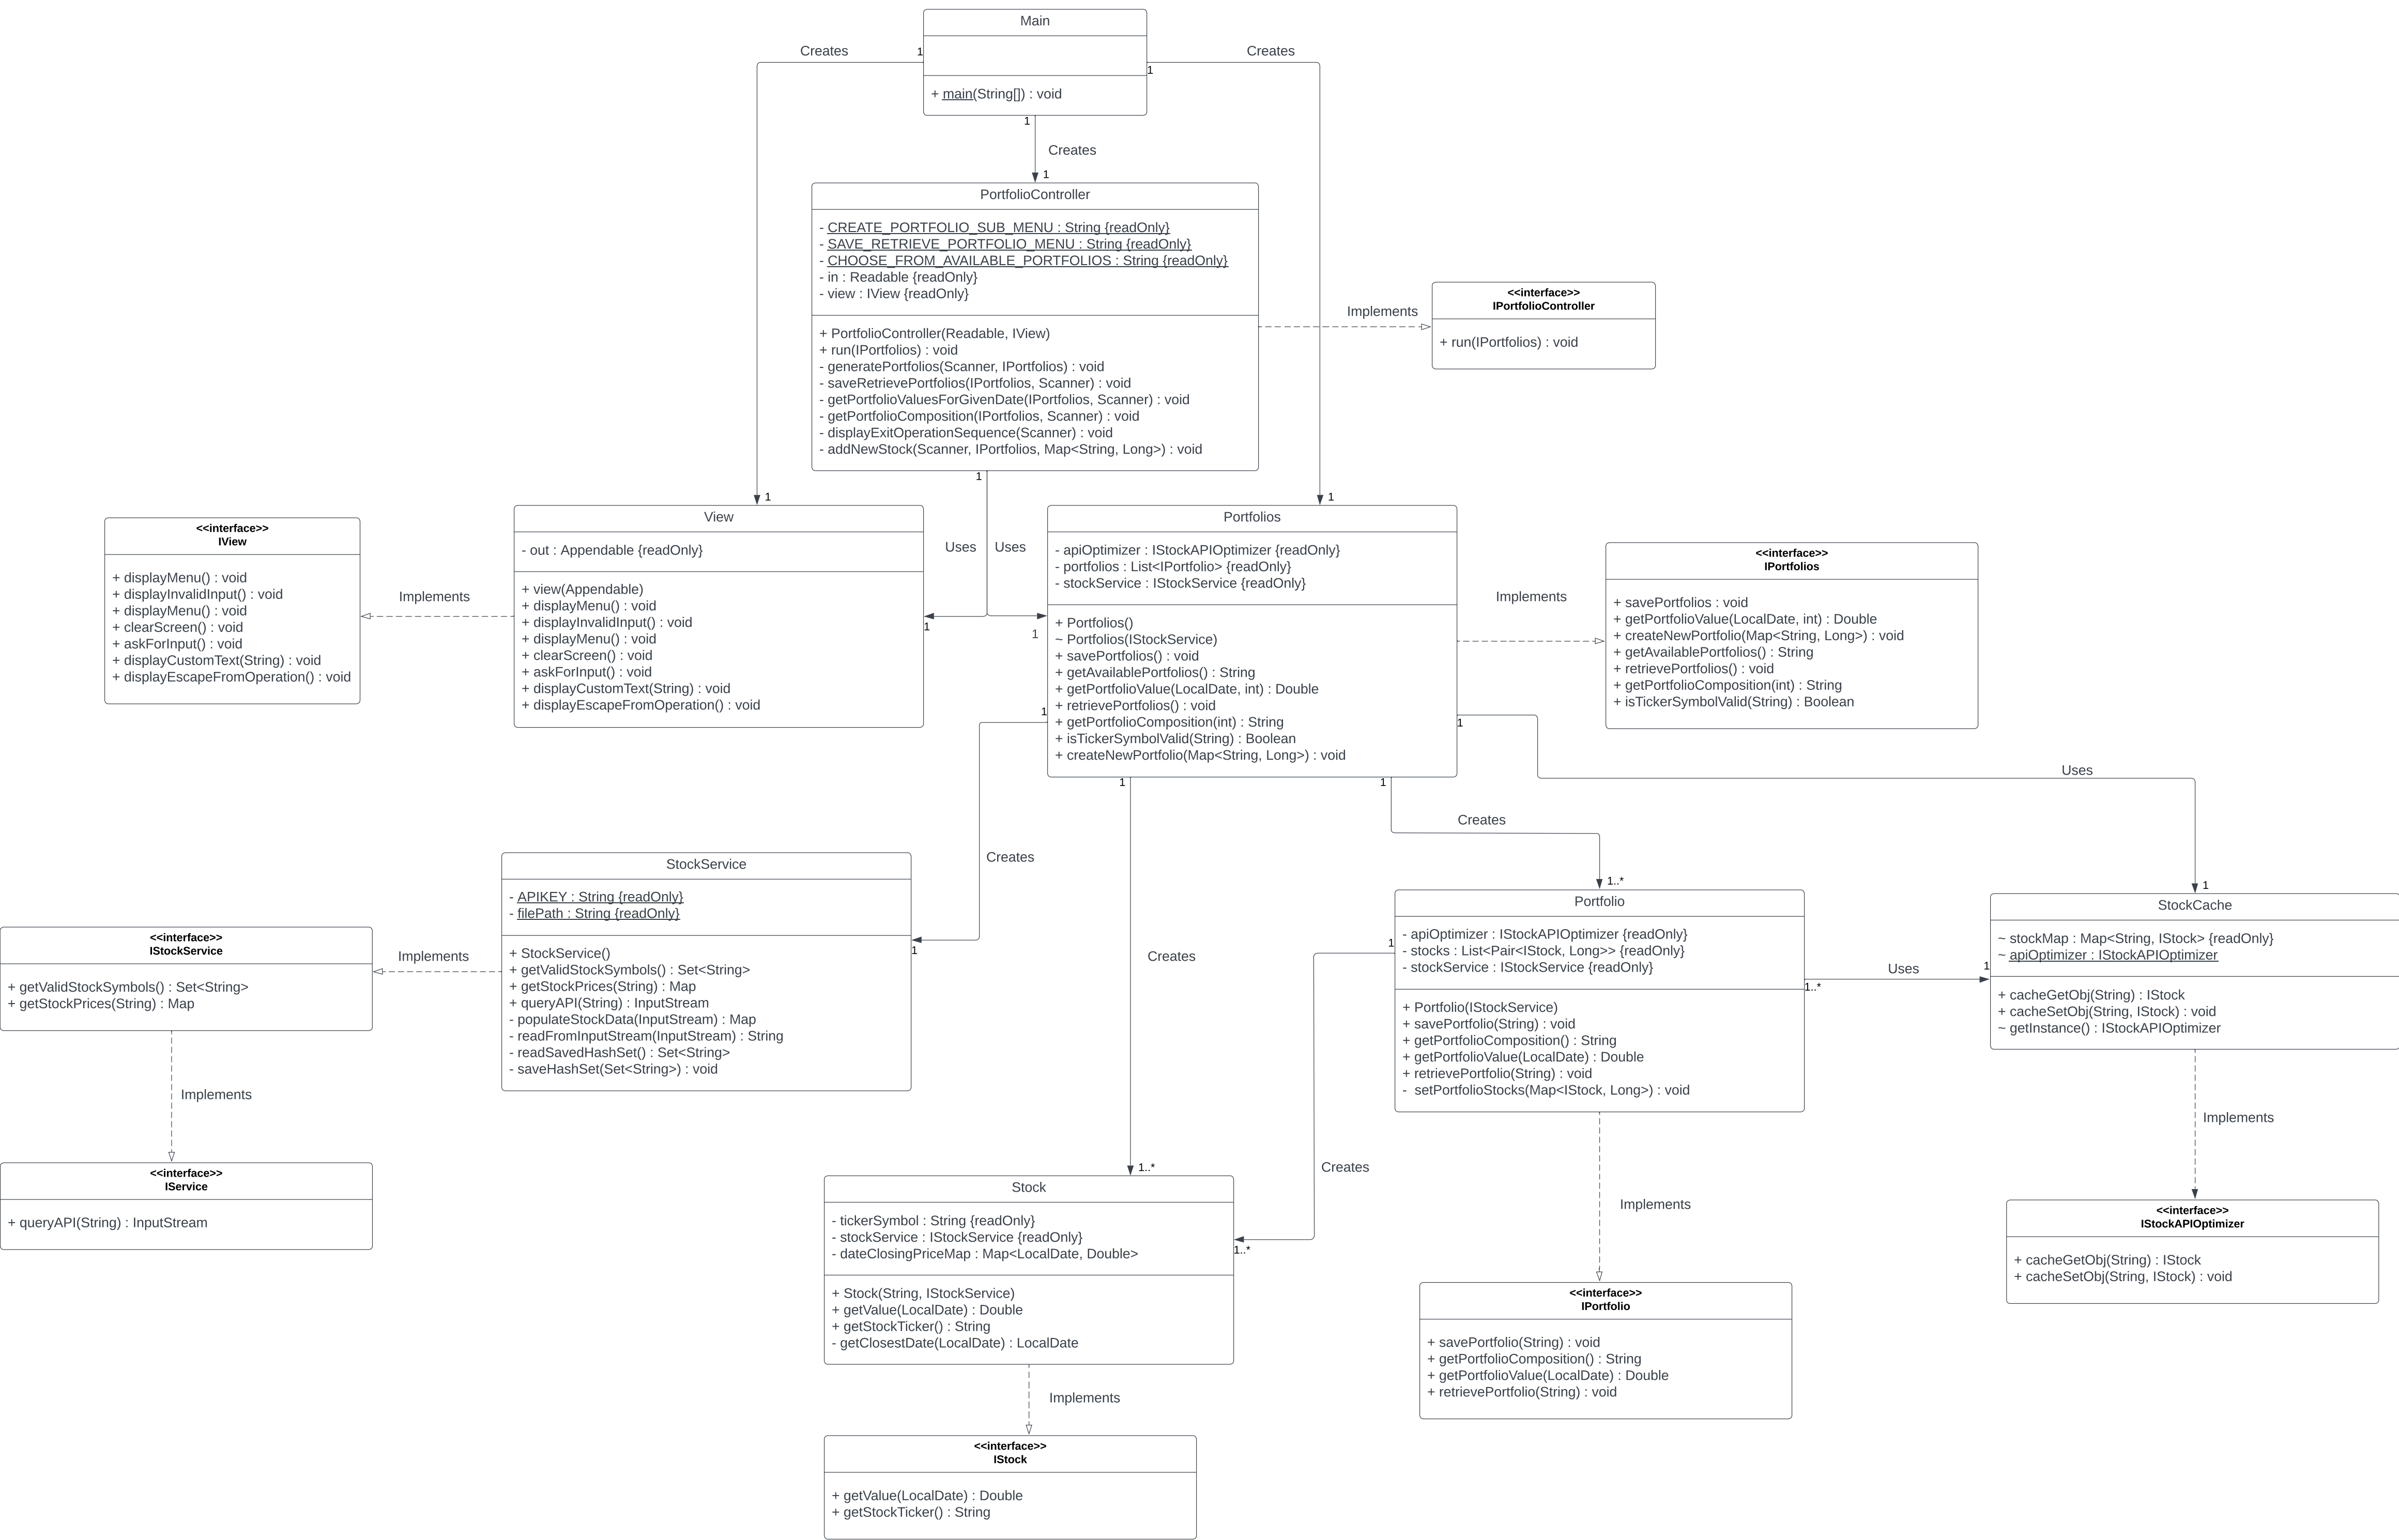 Main
+ main(String[]) : void
Creates
1
1
Creates
1
Creates
1
PortfolioController
- CREATE_PORTFOLIO_SUB_MENU : String {readOnly}
- SAVE_RETRIEVE_PORTFOLIO_MENU : String {readOnly}
- CHOOSE_FROM_AVAILABLE_PORTFOLIOS : String {readOnly}
- in : Readable {readOnly}
- view : IView {readOnly}
+ PortfolioController(Readable, IView)
+ run(IPortfolios) : void
- generatePortfolios(Scanner, IPortfolios) : void
- saveRetrievePortfolios(IPortfolios, Scanner) : void
- getPortfolioValuesForGivenDate(IPortfolios, Scanner) : void
- getPortfolioComposition(IPortfolios, Scanner) : void
- displayExitOperationSequence(Scanner) : void
- addNewStock(Scanner, IPortfolios, Map<String, Long>) : void
Implements
<<interface>>
IPortfolioController
+ run(IPortfolios) : void
1
1
1
<<interface>>
IView
+ displayMenu() : void
+ displayInvalidInput() : void
+ displayMenu() : void
+ clearScreen() : void
+ askForInput() : void
+ displayCustomText(String) : void
+ displayEscapeFromOperation() : void
Implements
View
- out : Appendable {readOnly}
+ view(Appendable)
+ displayMenu() : void
+ displayInvalidInput() : void
+ displayMenu() : void
+ clearScreen() : void
+ askForInput() : void
+ displayCustomText(String) : void
+ displayEscapeFromOperation() : void
Uses
Uses
1
1
Portfolios
- apiOptimizer : IStockAPIOptimizer {readOnly}
- portfolios : List<IPortfolio> {readOnly}
- stockService : IStockService {readOnly}
+ Portfolios()
~ Portfolios(IStockService)
+ savePortfolios() : void
+ getAvailablePortfolios() : String
+ getPortfolioValue(LocalDate, int) : Double
+ retrievePortfolios() : void
+ getPortfolioComposition(int) : String
+ isTickerSymbolValid(String) : Boolean
+ createNewPortfolio(Map<String, Long>) : void
Implements
<<interface>>
IPortfolios
+ savePortfolios : void
+ getPortfolioValue(LocalDate, int) : Double
+ createNewPortfolio(Map<String, Long>) : void
+ getAvailablePortfolios() : String
+ retrievePortfolios() : void
+ getPortfolioComposition(int) : String
+ isTickerSymbolValid(String) : Boolean
1
1
1
1
Uses
Creates
Creates
Creates
1
1..*
1
1..*
<<interface>>
IStockService
+ getValidStockSymbols() : Set<String>
+ getStockPrices(String) : Map
Implements
StockService
- APIKEY : String {readOnly}
- filePath : String {readOnly}
+ StockService()
+ getValidStockSymbols() : Set<String>
+ getStockPrices(String) : Map
+ queryAPI(String) : InputStream
- populateStockData(InputStream) : Map
- readFromInputStream(InputStream) : String
- readSavedHashSet() : Set<String>
- saveHashSet(Set<String>) : void
Implements
<<interface>>
IService
+ queryAPI(String) : InputStream
Portfolio
- apiOptimizer : IStockAPIOptimizer {readOnly}
- stocks : List<Pair<IStock, Long>> {readOnly}
- stockService : IStockService {readOnly}
+ Portfolio(IStockService)
+ savePortfolio(String) : void
+ getPortfolioComposition() : String
+ getPortfolioValue(LocalDate) : Double
+ retrievePortfolio(String) : void
- setPortfolioStocks(Map<IStock, Long>) : void
1
1..*
Uses
1
StockCache
~ stockMap : Map<String, IStock> {readOnly}
~ apiOptimizer : IStockAPIOptimizer
+ cacheGetObj(String) : IStock
+ cacheSetObj(String, IStock) : void
~ getInstance() : IStockAPIOptimizer
Creates
1..*
Implements
Implements
Stock
- tickerSymbol : String {readOnly}
- stockService : IStockService {readOnly}
- dateClosingPriceMap : Map<LocalDate, Double>
+ Stock(String, IStockService)
+ getValue(LocalDate) : Double
+ getStockTicker() : String
- getClosestDate(LocalDate) : LocalDate
<<interface>>
IStockAPIOptimizer
+ cacheGetObj(String) : IStock
+ cacheSetObj(String, IStock) : void
<<interface>>
IPortfolio
+ savePortfolio(String) : void
+ getPortfolioComposition() : String
+ getPortfolioValue(LocalDate) : Double
+ retrievePortfolio(String) : void
Implements
<<interface>>
IStock
+ getValue(LocalDate) : Double
+ getStockTicker() : String